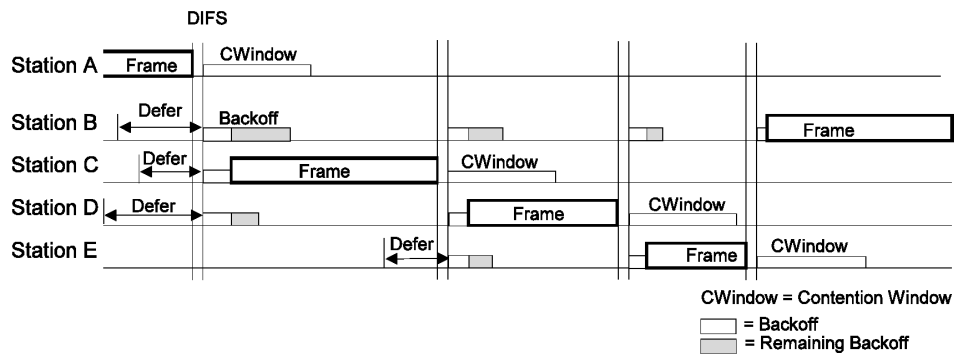 DIFS
Station A
Frame
CWindow
Station B
Defer
Backoff
Frame
Station C
Defer
Frame
CWindow
Station D
Defer
Frame
CWindow
Station E
Defer
Frame
CWindow
CWindow = Contention Window
= Backoff
= Remaining Backoff